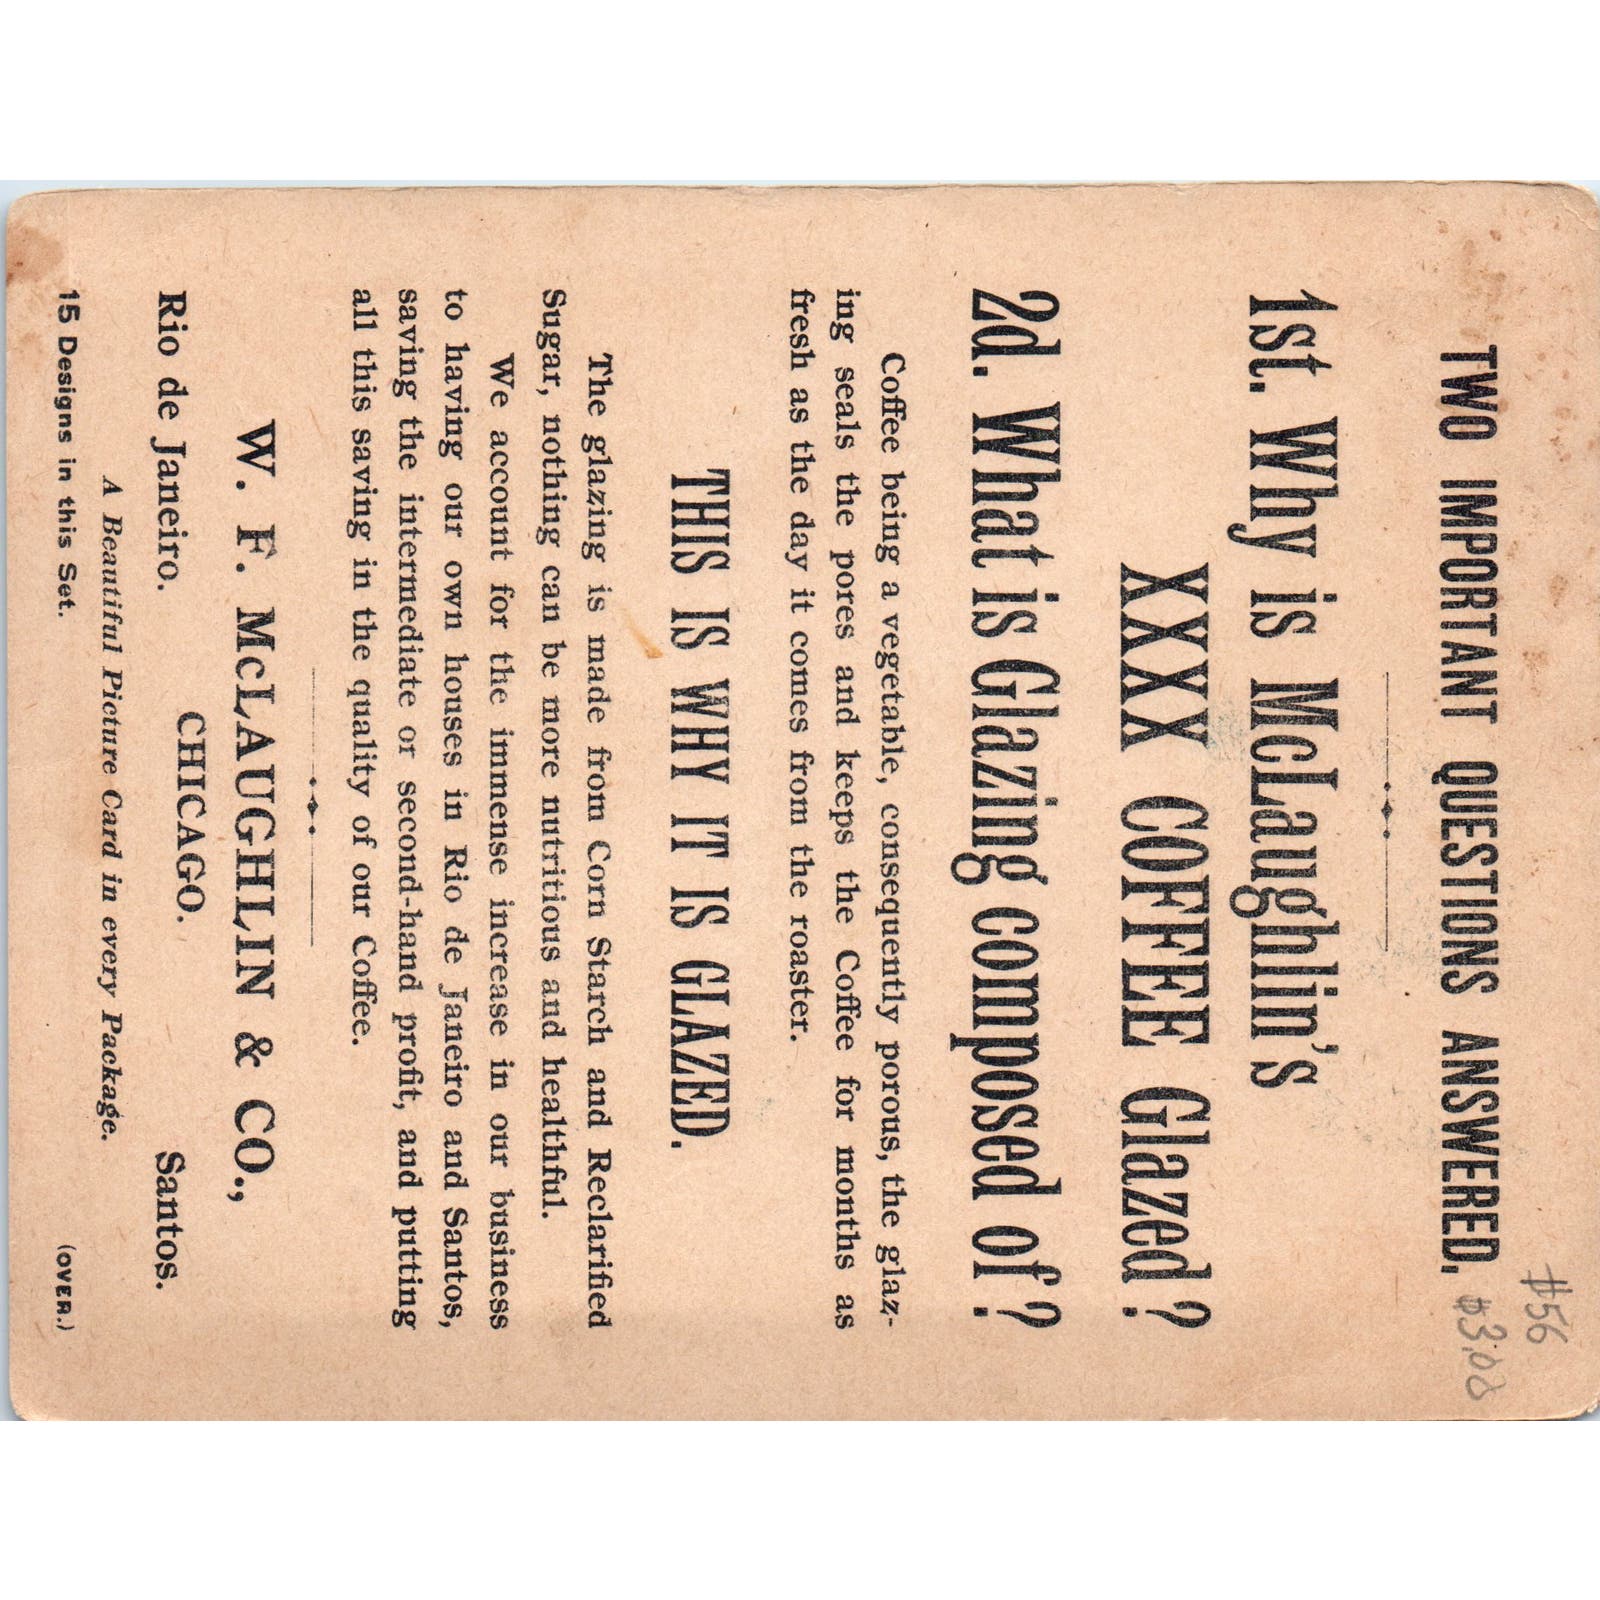 #56
$3.00
TWO IMPORTANT QUESTIONS ANSWERED.
1st. Why is McLaughlin's
XXXX COFFEE Glazed?
2d. What is Glazing composed of?
Coffee being a vegetable, consequently porous, the glaz-
ing seals the pores and keeps the Coffee for months as
fresh as the day it comes from the roaster.
THIS IS WHY IT IS GLAZED.
The glazing is made from Corn Starch and Reclarified
Sugar, nothing can be more nutritious and healthful.
We account for the immense increase in our business
to having our own houses in Rio de Janeiro and Santos,
saving the intermediate or second-hand profit, and putting
all this saving in the quality of our Coffee.
W. F. McLAUGHLIN & CO.,
CHICAGO.
Rio de Janeiro. Santos.
A Beautiful Picture Card in every Package.
15 Designs in this Set. (OVER.)